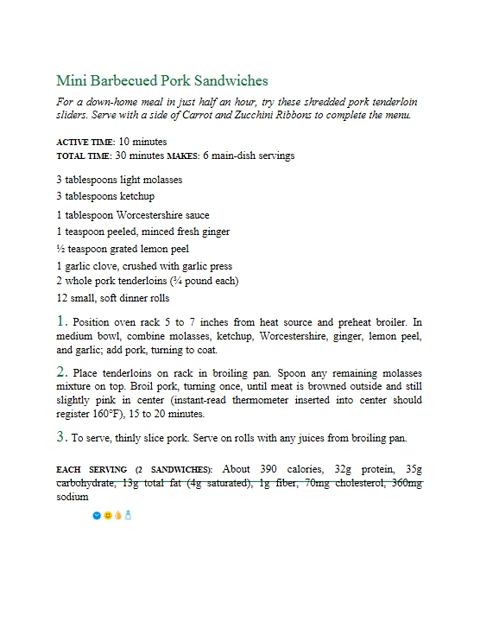 Mini Barbecued Pork Sandwiches
For a down-home meal in just half an hour, try these shredded pork tenderloin
sliders. Serve with a side of Carrot and Zucchini Ribbons to complete the menu.
ACTIVE TIME: 10 minutes
TOTAL TIME: 30 minutes MAKES: 6 main-dish servings
3 tablespoons light molasses
3 tablespoons ketchup
1 tablespoon Worcestershire sauce
1 teaspoon peeled, minced fresh ginger
½ teaspoon grated lemon peel
1 garlic clove, crushed with garlic press
2 whole pork tenderloins (¾ pound each)
12 small, soft dinner rolls
1. Position oven rack 5 to 7 inches from heat source and preheat broiler. In
medium bowl, combine molasses, ketchup, Worcestershire, ginger, lemon peel,
and garlic; add pork, turning to coat.
2. Place tenderloins on rack in broiling pan. Spoon any remaining molasses
mixture on top. Broil pork, turning once, until meat is browned outside and still
slightly pink in center (instant-read thermometer inserted into center should
register 160°F), 15 to 20 minutes.
3. To serve, thinly slice pork. Serve on rolls with any juices from broiling pan.
EACH SERVING (2 SANDWICHES): About 390 calories, 32g protein, 35g
carbohydrate, 13g total fat (4g saturated), 1g fiber, 70mg cholesterol, 360mg
sodium